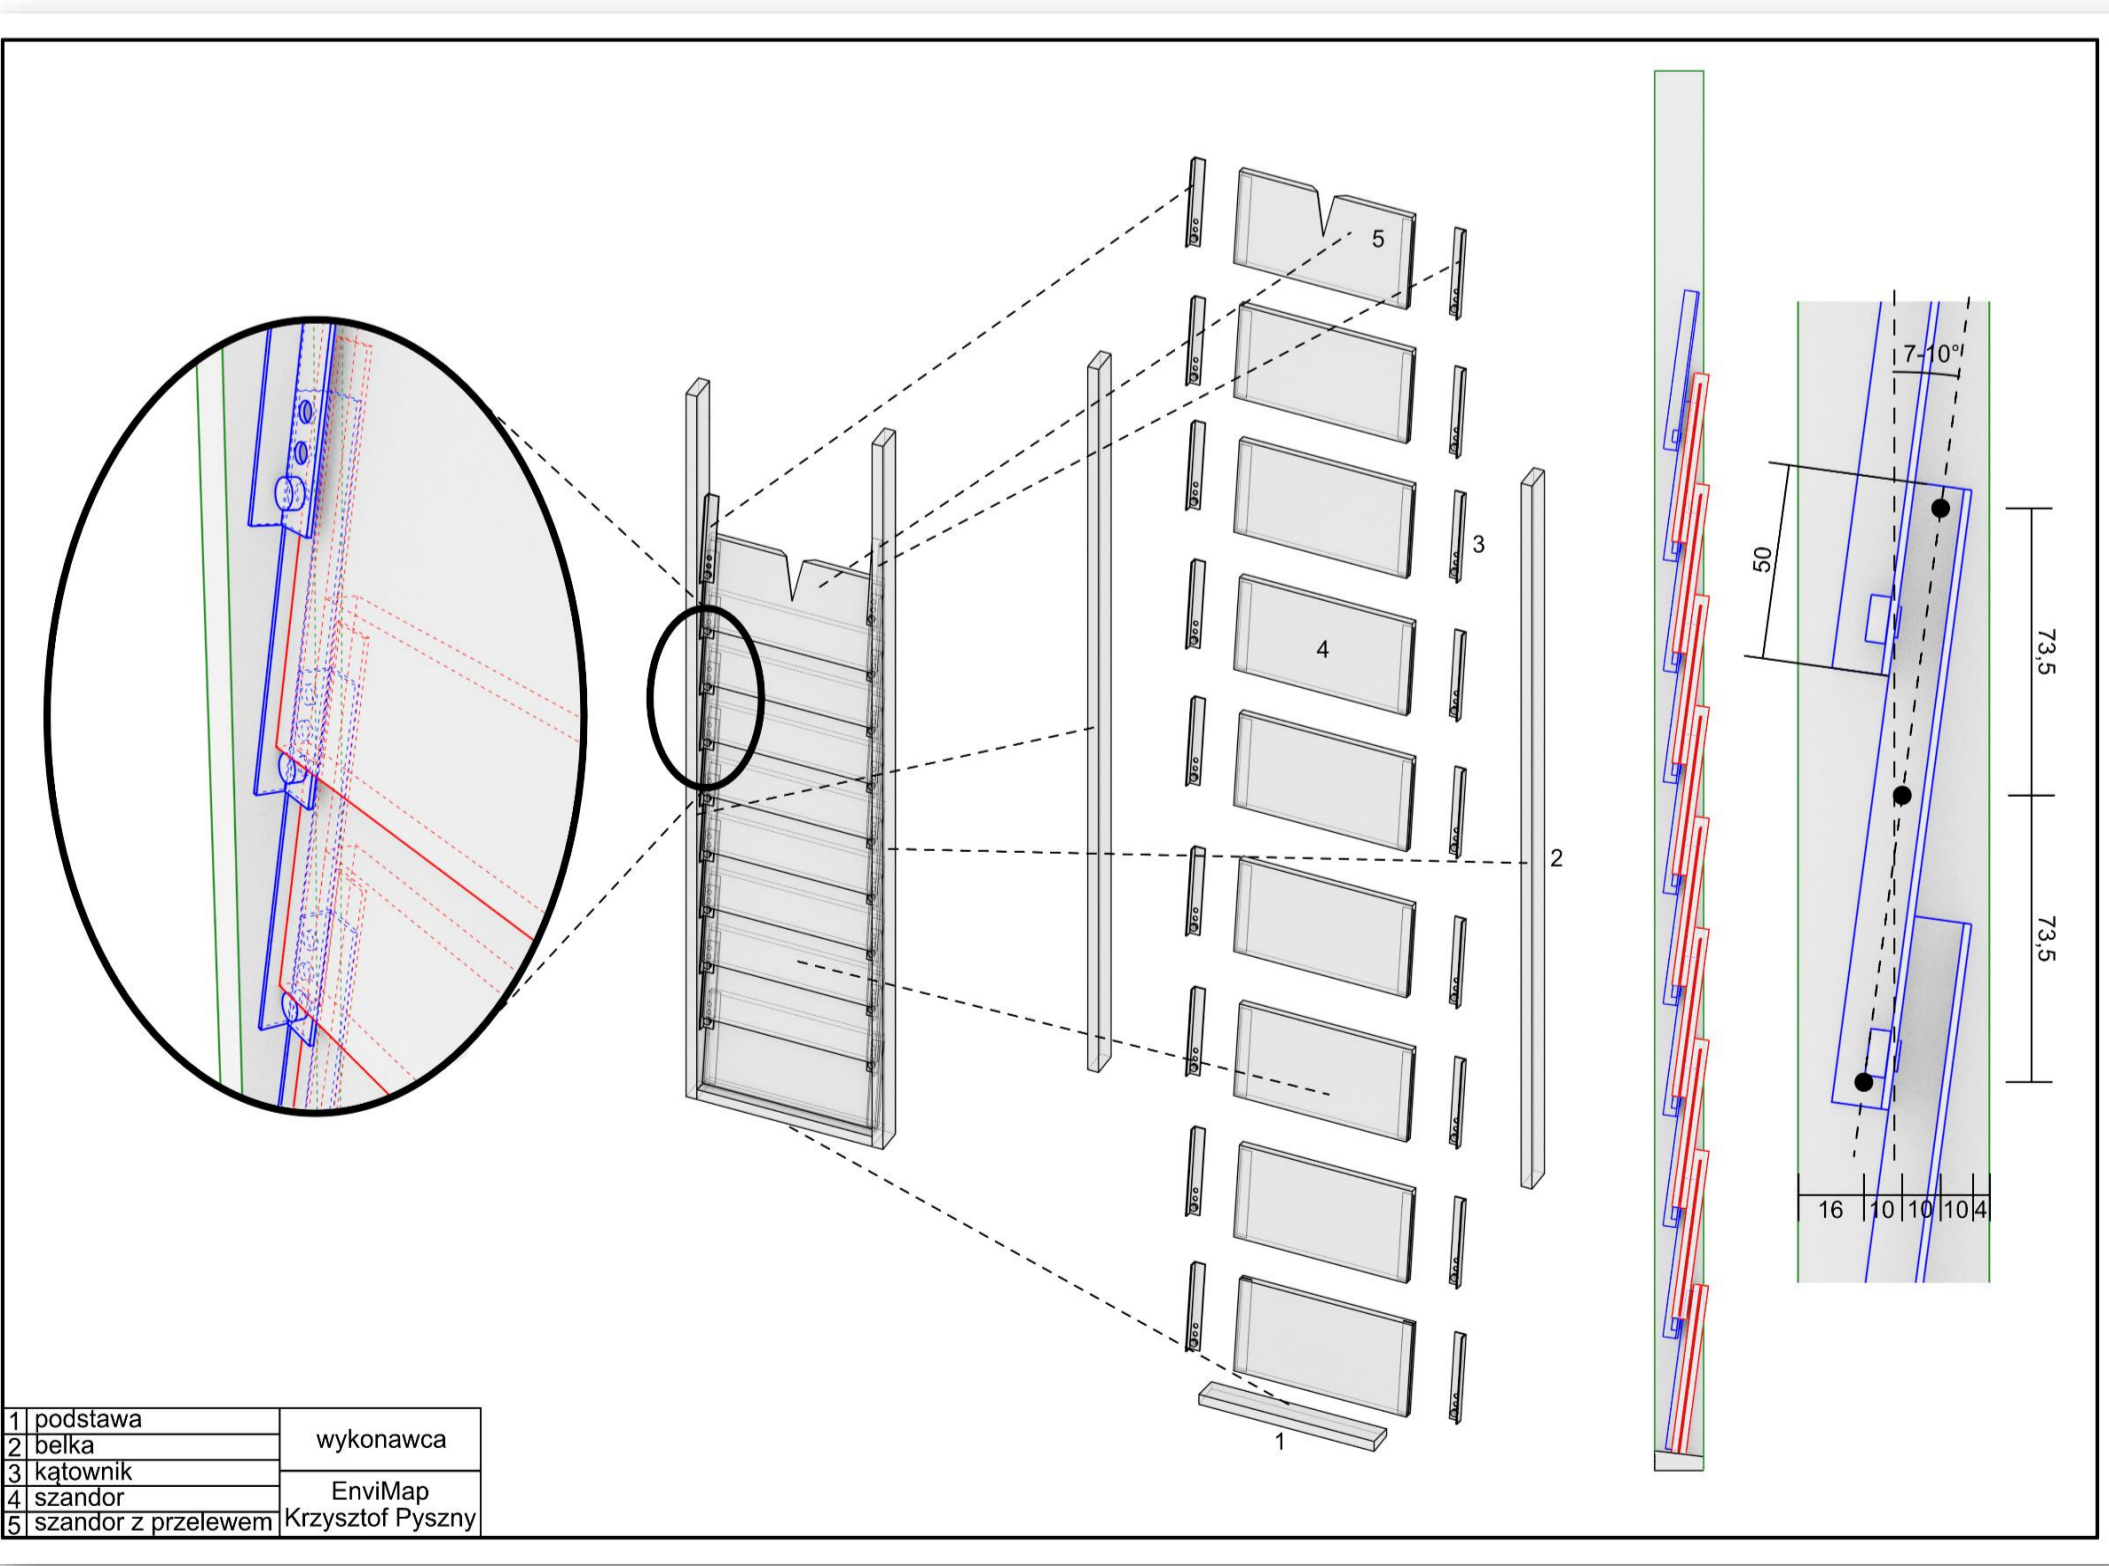 5
3
4
2
1
7-10°
50
73,5
73,5
16 10 10 10 4
1 podstawa
2 belka
3 kątownik
4 szandor
5 szandor z przelewem
wykonawca
EnviMap
Krzysztof Pyszny